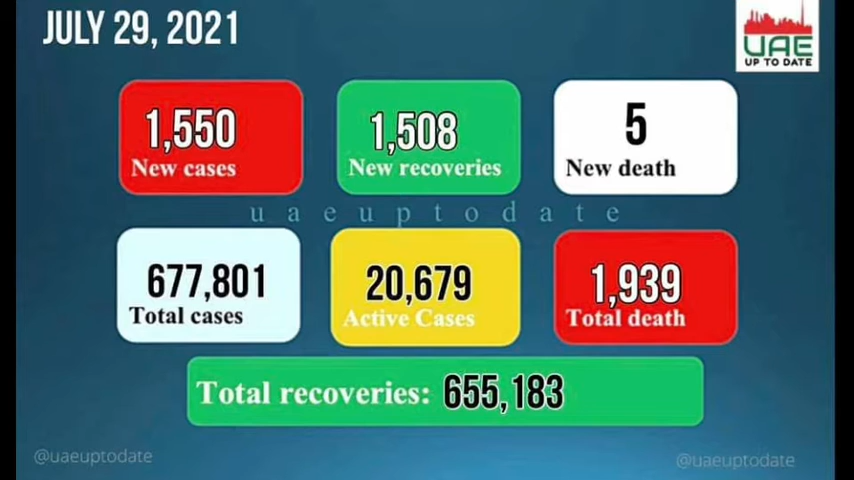 JULY 29, 2021
UAE
UP TO DATE
1,550
New cases
1,508
New recoveries
5
New death
uaeuptodate
677,801
Total cases
20,679
Active Cases
1,939
Total death
Total recoveries: 655,183
@uaeuptodate
@uaeuptodate